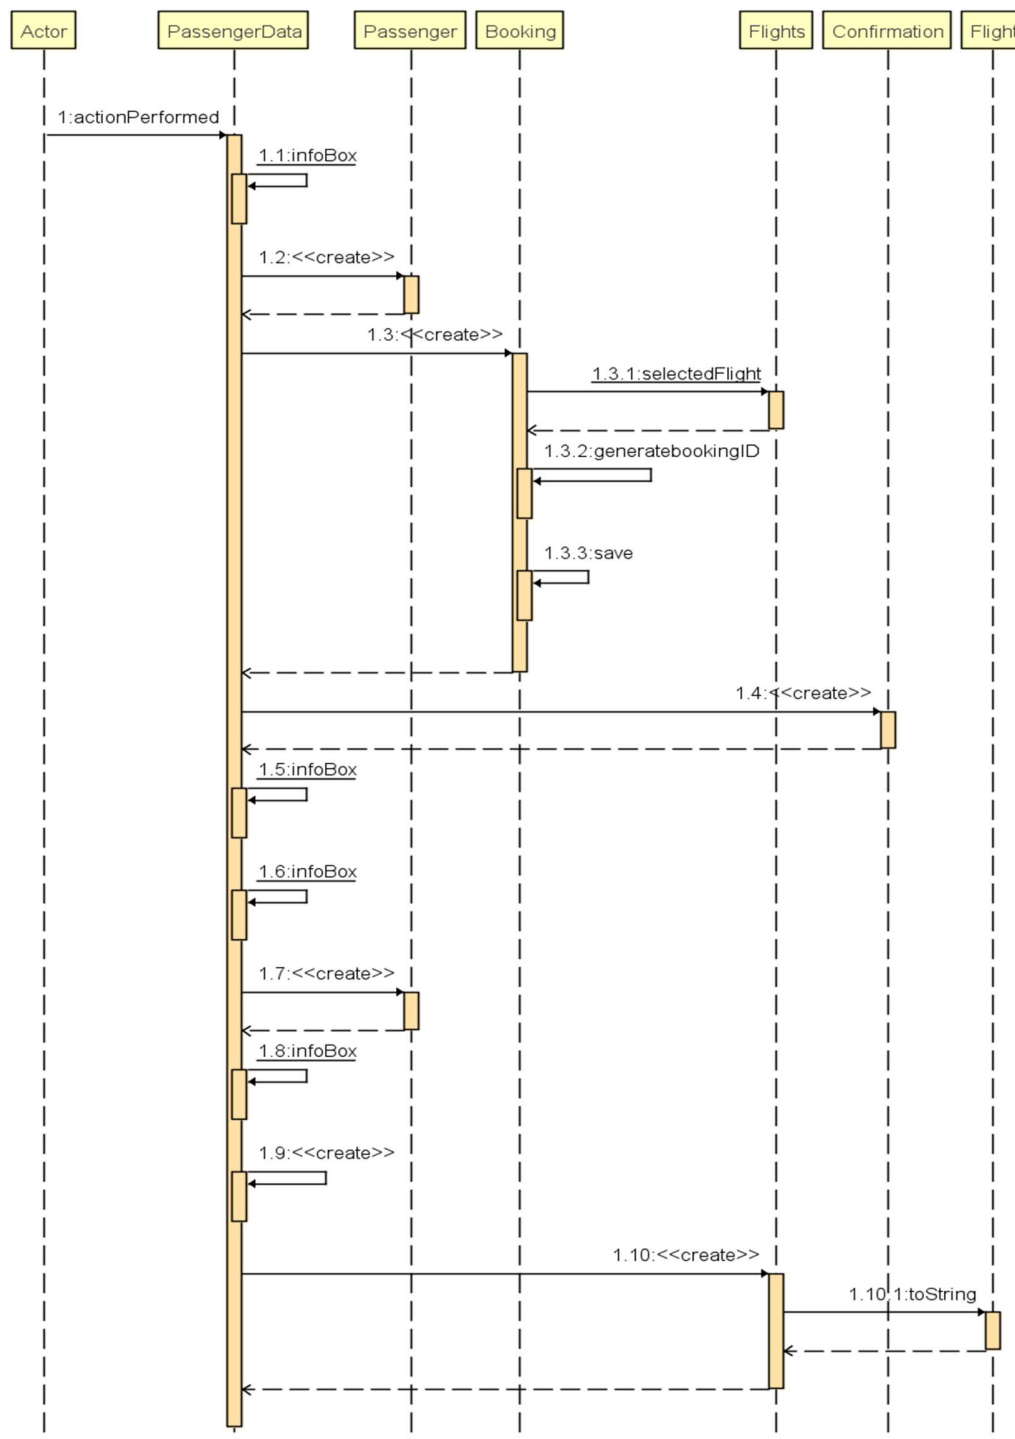 Actor PassengerData Passenger Booking Flights Confirmation Flight
1:actionPerformed
1.1:infoBox
1.2:<<create>>
1.3:<<create>>
1.3.1:selectedFlight
1.3.2:generatebookingID
1.3.3:save
1.4:<<create>>
1.5:infoBox
1.6:infoBox
1.7:<<create>>
1.8:infoBox
1.9:<<create>>
1.10:<<create>>
1.10.1:toString